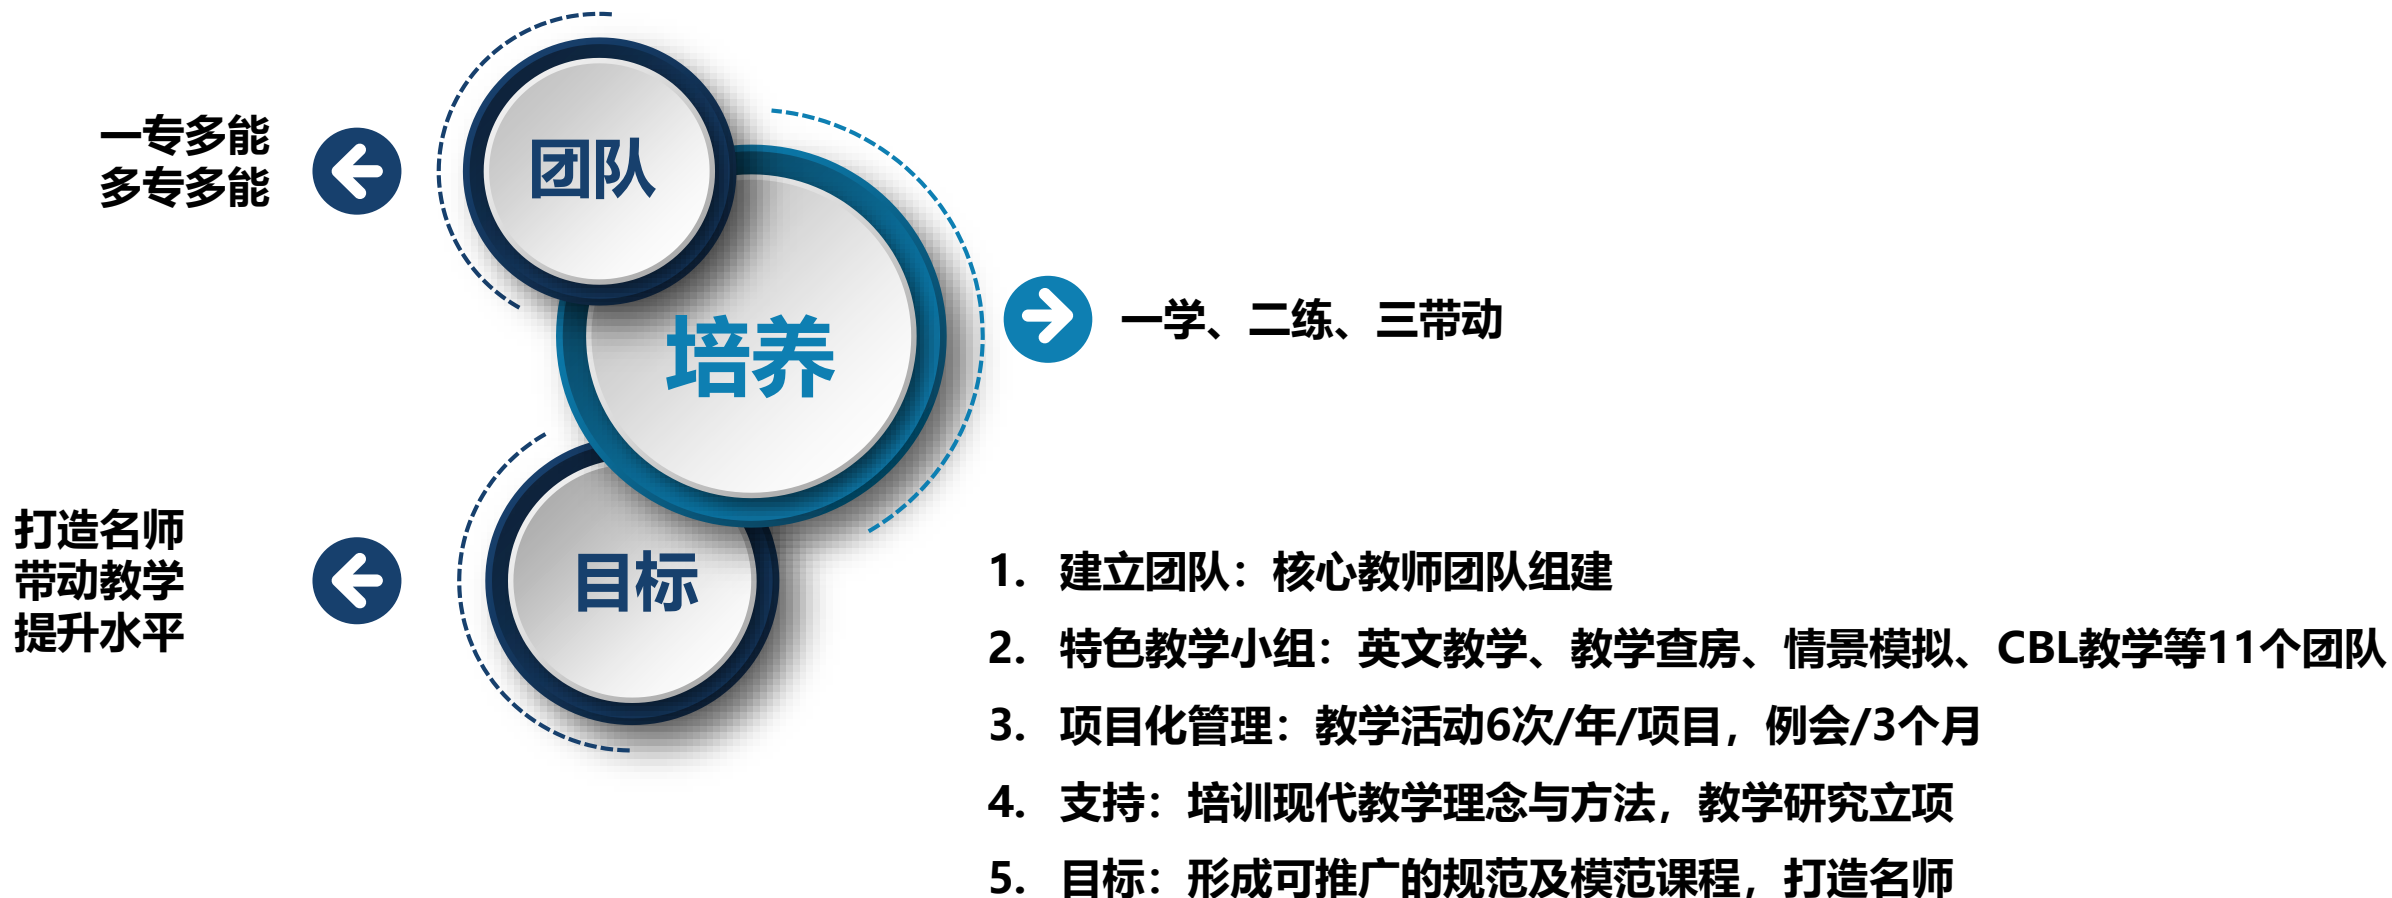 一专多能
多专多能
团队
培养
一学、二练、三带动
打造名师
带动教学
提升水平
目标
1. 建立团队：核心教师团队组建
2. 特色教学小组：英文教学、教学查房、情景模拟、CBL教学等11个团队
3. 项目化管理：教学活动6次/年/项目，例会/3个月
4. 支持：培训现代教学理念与方法，教学研究立项
5. 目标：形成可推广的规范及模范课程，打造名师